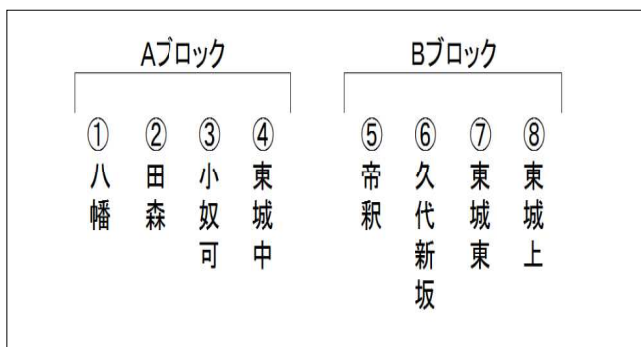 Aブロック
①八幡
②田森
③小奴可
④東城中
Bブロック
⑤帝釈
⑥久代新坂
⑦東城東
⑧東城上